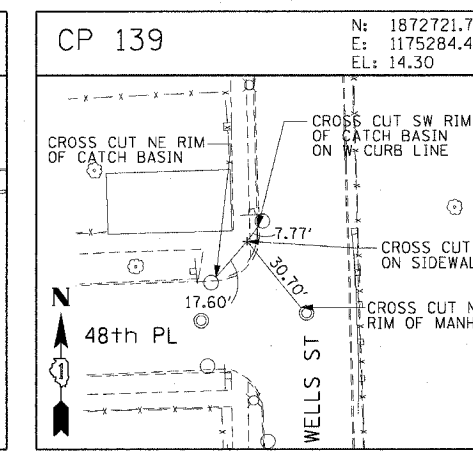 CP 139
N: 1872721.7
E: 1175284.4
EL: 14.30
CROSS CUT NE RIM
OF CATCH BASIN
CROSS CUT SW RIM
OF CATCH BASIN
ON W CURB LINE
7.77'
CROSS CUT
ON SIDEWAL
30.70'
17.60'
CROSS CUT N
RIM OF MANH
N
48th PL
WELLS ST